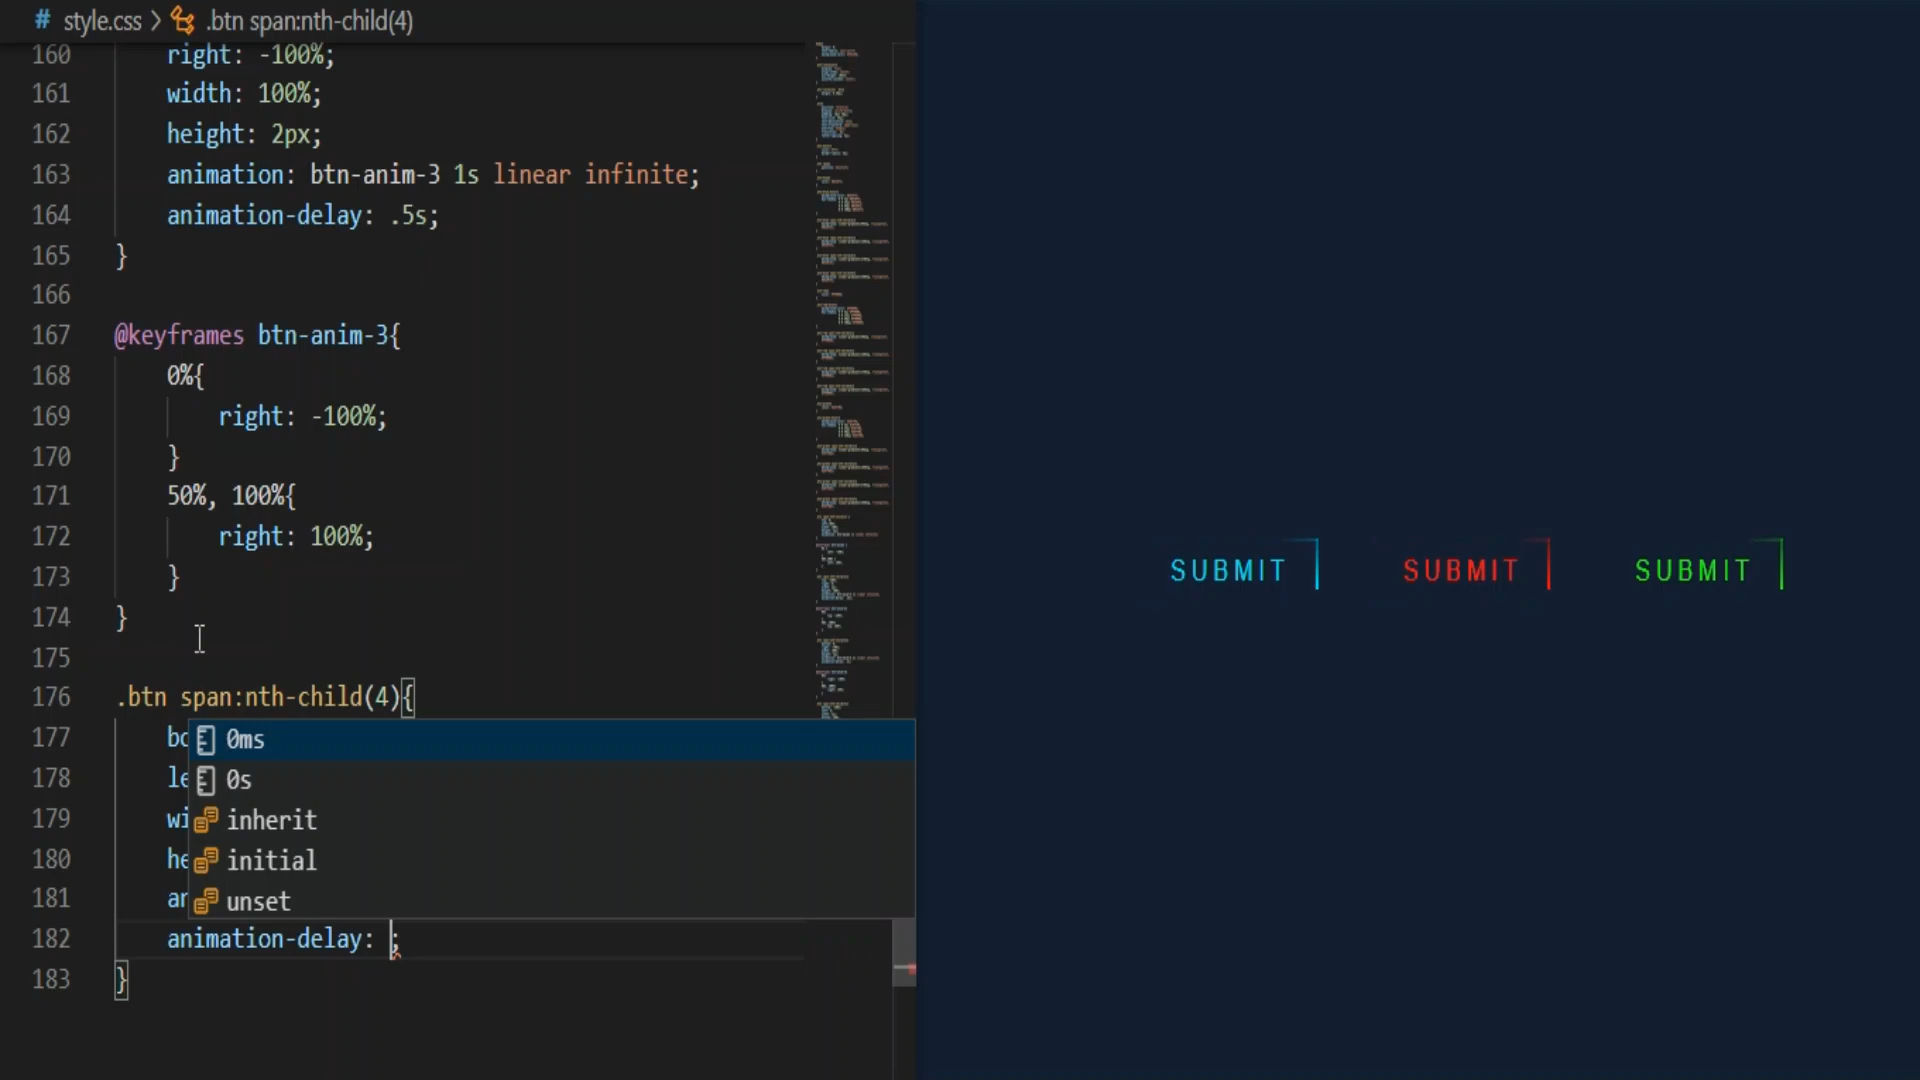 # style.css > .btn span:nth-child(4)
160 right: -100%;
161 width: 100%;
162 height: 2px;
163 animation: btn-anim-3 1s linear infinite;
164 animation-delay: .5s;
165 }
166
167 @keyframes btn-anim-3{
168 0%{
169 right: -100%;
170 }
171 50%, 100%{
172 right: 100%;
173 }
174 }
175
176 .btn span:nth-child(4){
177 bo
0ms
178 le
0s
179 wi
inherit
180 he
initial
181 an
unset
182 animation-delay: ;
183 }
SUBMIT SUBMIT SUBMIT